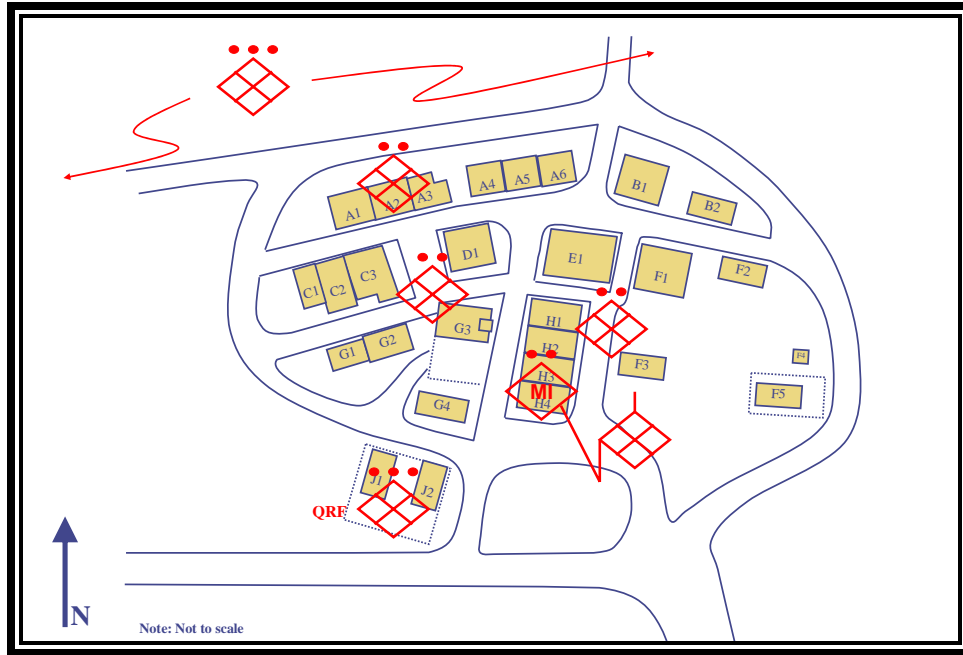 B1
A6
A5
A4
A3
A2
A1
B2
D1
E1
F1
F2
C3
C2
C1
H1
G3
H2
G2
G1
F4
F3
H3
MI
F5
H4
G4
J1
J2
QRF
N
Note: Not to scale